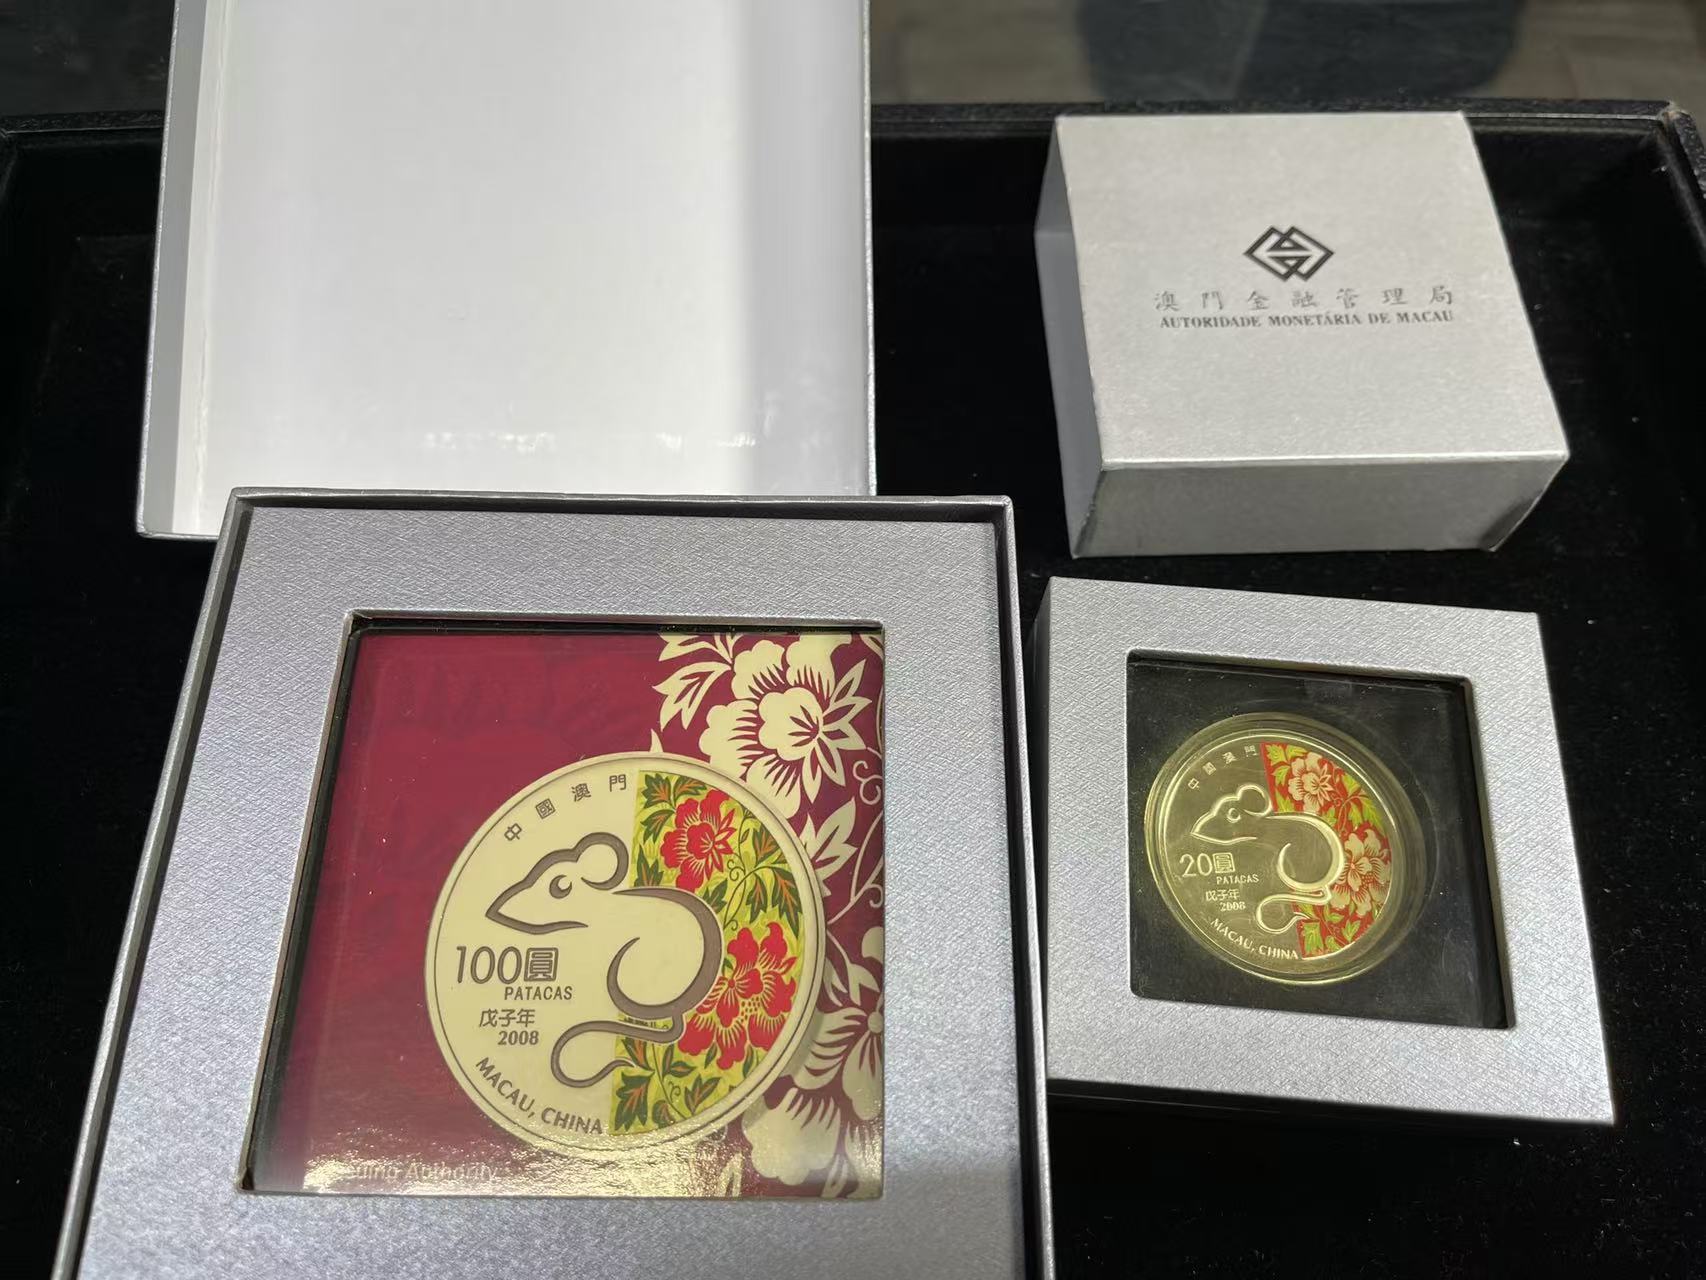 澳門金融管理局
AUTORIDADE MONETÁRIA DE MACAU
中國澳門
100圓
PATACAS
戊子年
2008
MACAU, CHINA
Authority
中國澳門
20圓
PATACAS
戊子年
2008
MACAU, CHINA